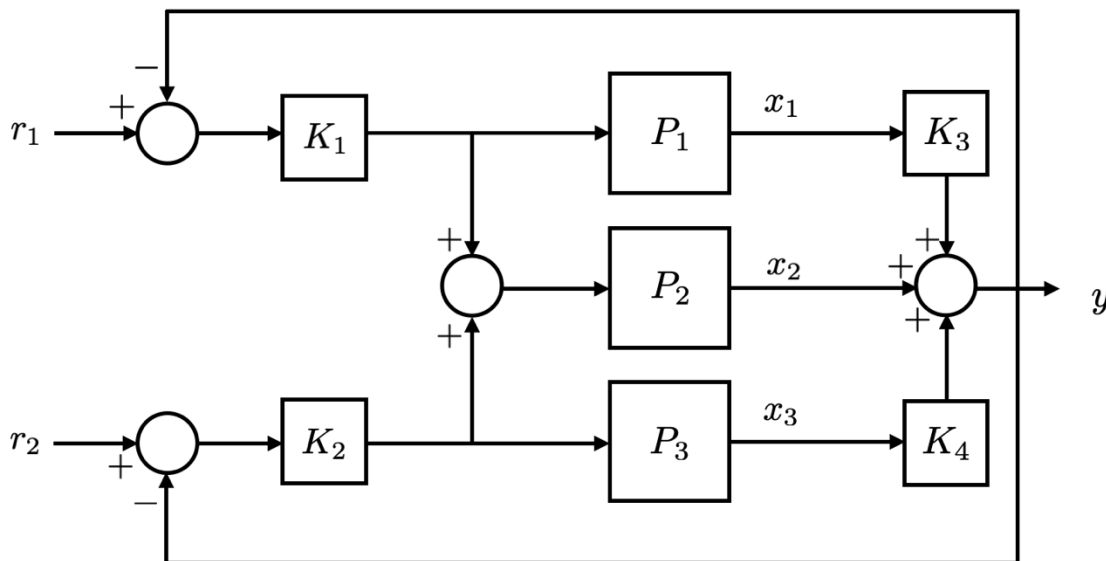 −
+
r₁ K₁ P₁ x₁ K₃
+ +
+ P₂ x₂ y
+ +
r₂ K₂ P₃ x₃ K₄
+
−